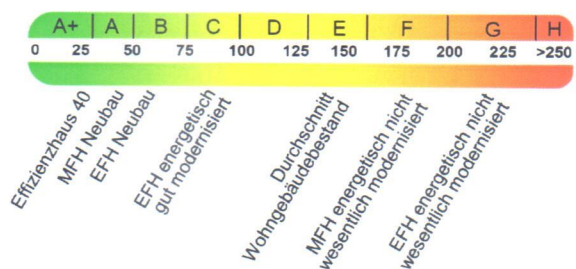 A+ A B C D E F G H
0 25 50 75 100 125 150 175 200 225 >250
Effizienzhaus 40
MFH Neubau
EFH Neubau
EFH energetisch
gut modernisiert
Durchschnitt
Wohngebäudebestand
MFH energetisch nicht
wesentlich modernisiert
EFH energetisch nicht
wesentlich modernisiert